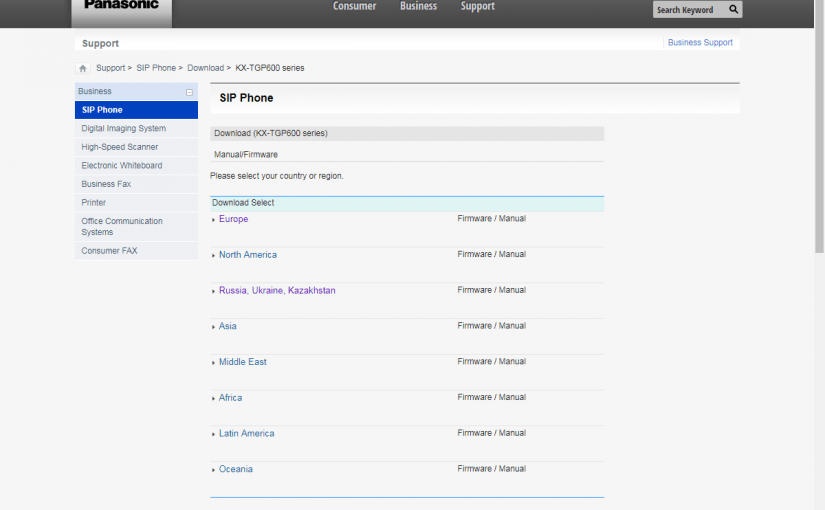 Panasonic
Consumer Business Support
Search Keyword
Support
Business Support
Support > SIP Phone > Download > KX-TGP600 series
Business
SIP Phone
Digital Imaging System
High-Speed Scanner
Electronic Whiteboard
Business Fax
Printer
Office Communication
Systems
Consumer FAX
SIP Phone
Download (KX-TGP600 series)
Manual/Firmware
Please select your country or region.
Download Select
Europe Firmware / Manual
North America Firmware / Manual
Russia, Ukraine, Kazakhstan Firmware / Manual
Asia Firmware / Manual
Middle East Firmware / Manual
Africa Firmware / Manual
Latin America Firmware / Manual
Oceania Firmware / Manual